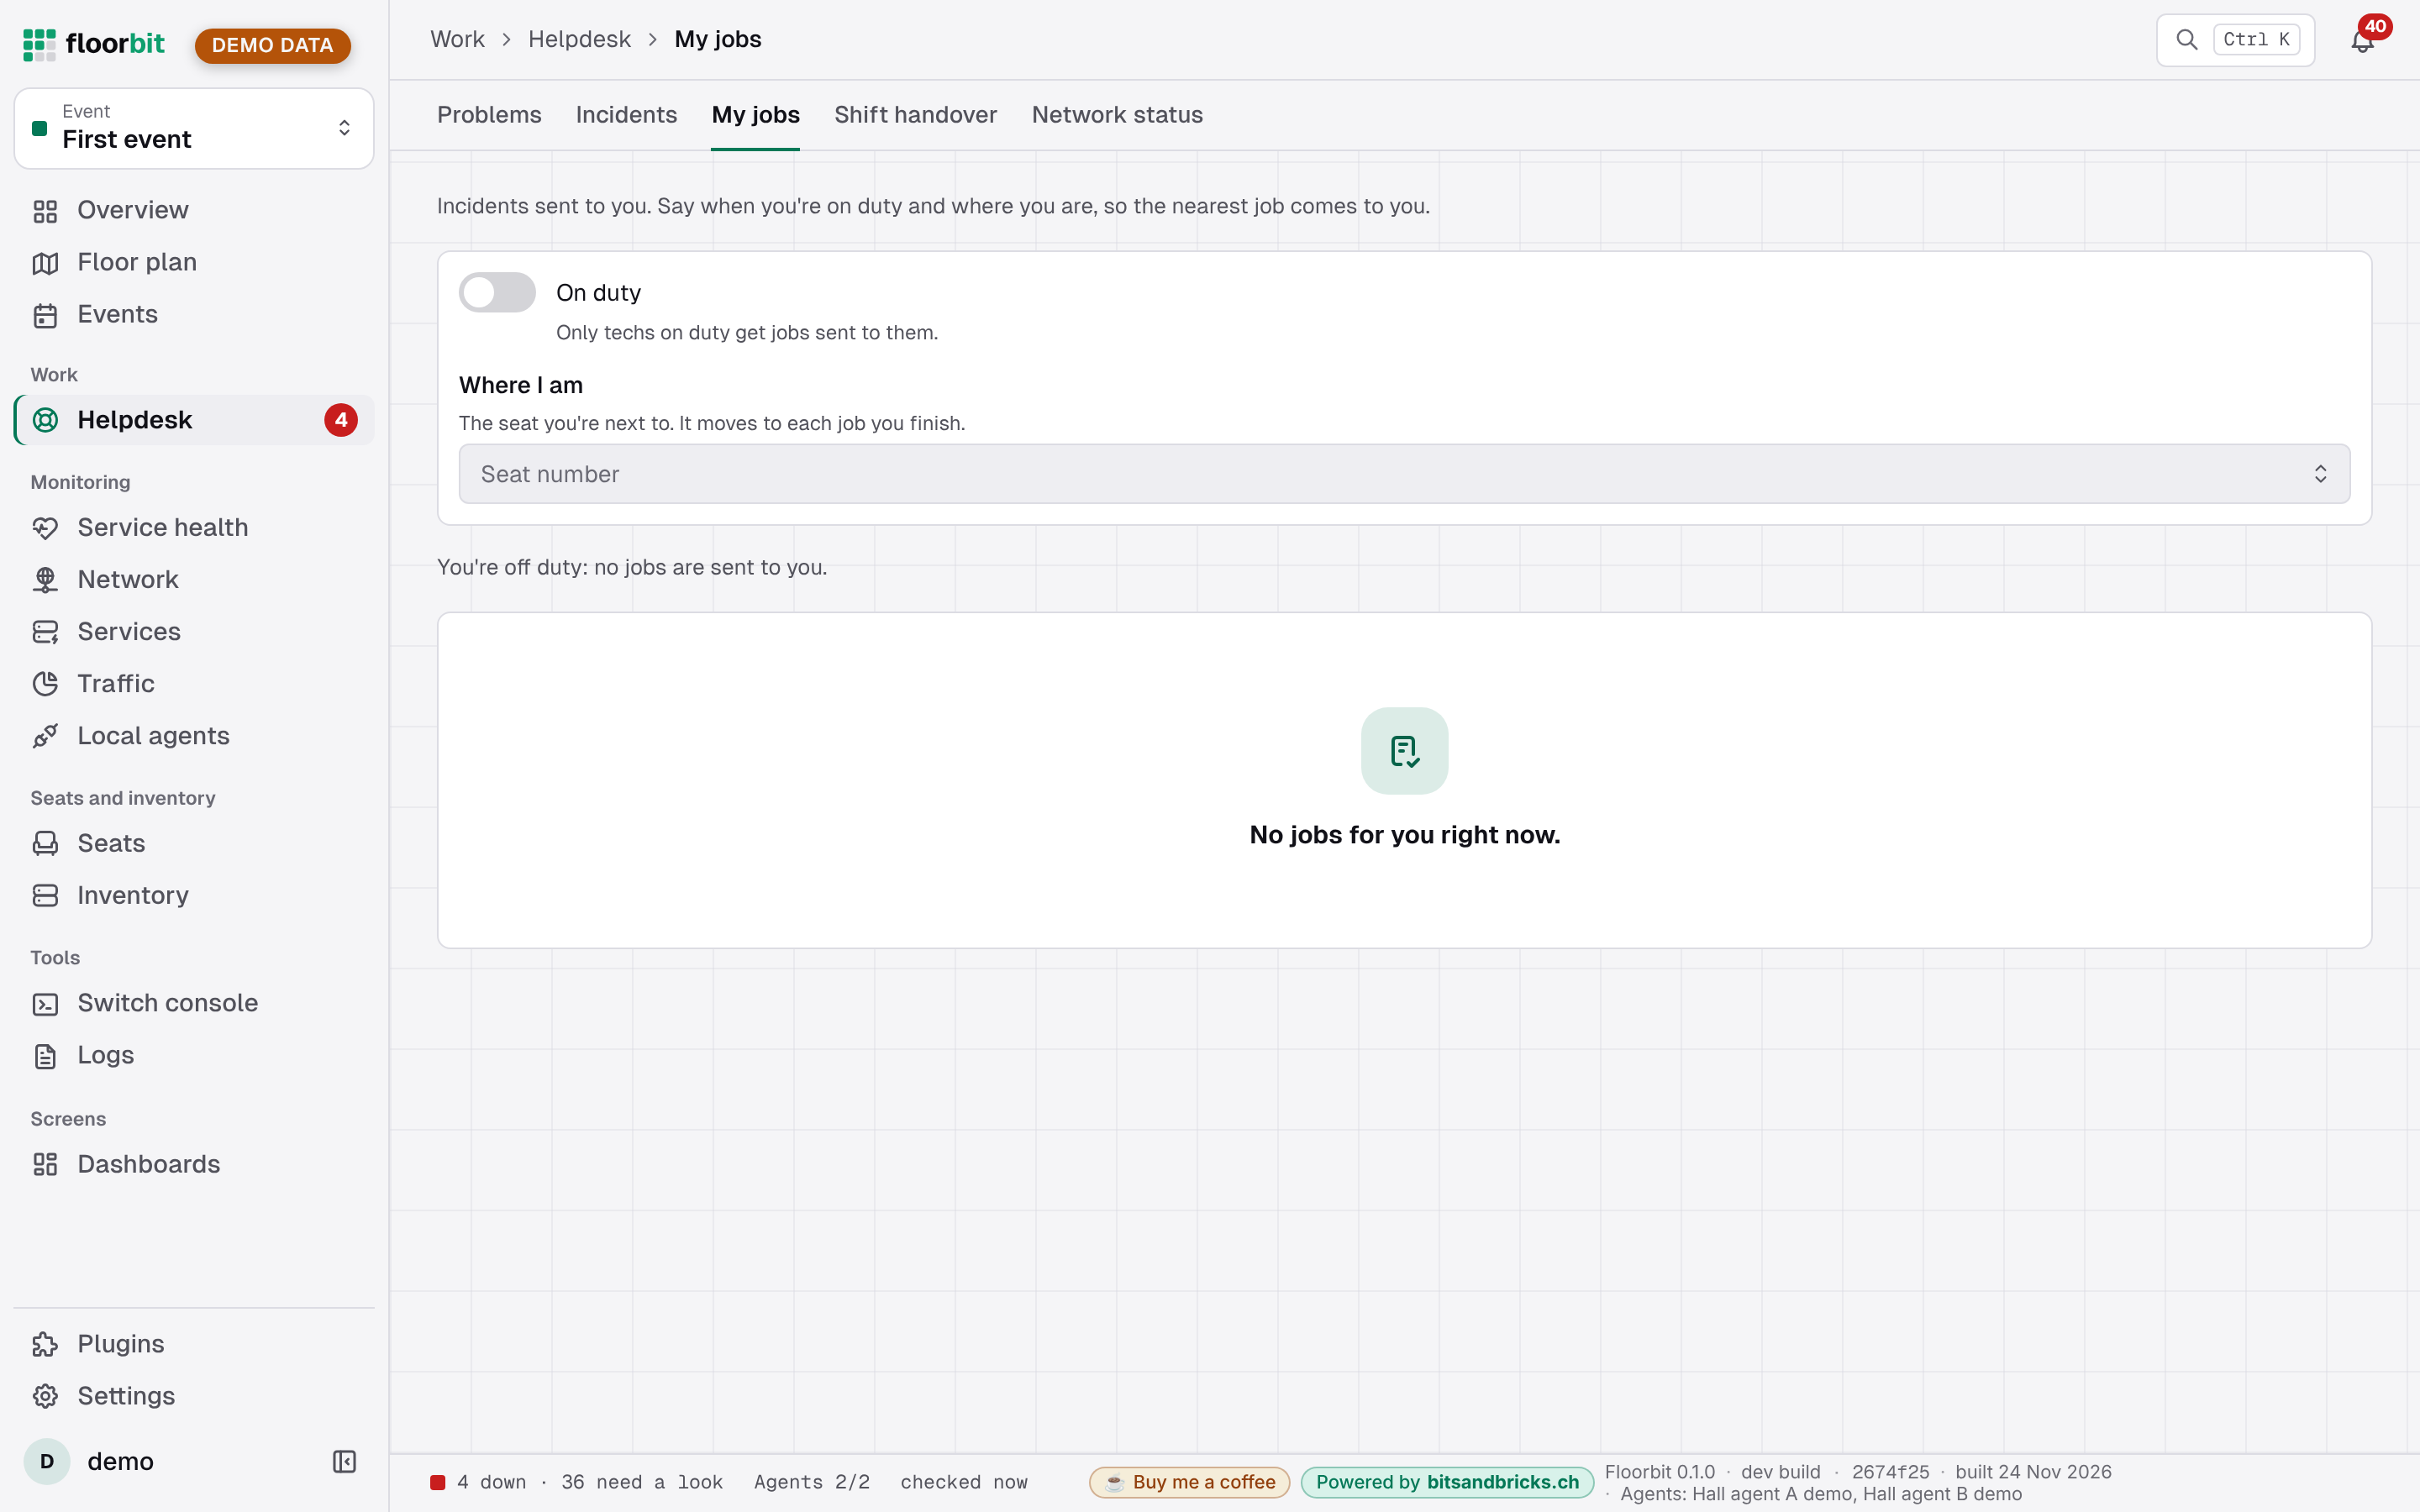 floorbit DEMO DATA
Event
First event
Overview
Floor plan
Events
Work
Helpdesk 4
Monitoring
Service health
Network
Services
Traffic
Local agents
Seats and inventory
Seats
Inventory
Tools
Switch console
Logs
Screens
Dashboards
Plugins
Settings
D demo
Work > Helpdesk > My jobs
Ctrl K
40
Problems Incidents My jobs Shift handover Network status
Incidents sent to you. Say when you're on duty and where you are, so the nearest job comes to you.
On duty
Only techs on duty get jobs sent to them.
Where I am
The seat you're next to. It moves to each job you finish.
Seat number
You're off duty: no jobs are sent to you.
No jobs for you right now.
4 down · 36 need a look Agents 2/2 checked now
☕ Buy me a coffee
Powered by bitsandbricks.ch
Floorbit 0.1.0 · dev build · 2674f25 · built 24 Nov 2026
· Agents: Hall agent A demo, Hall agent B demo